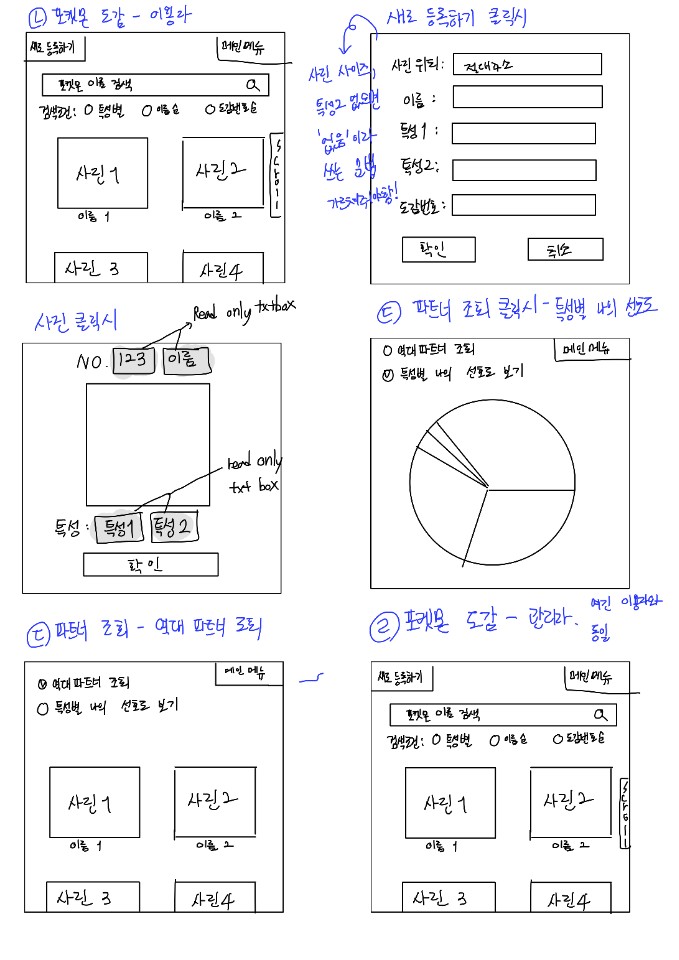 ㄴ 포켓몬 도감 - 이용자
새로 등록하기
메인메뉴
포켓몬 이름 검색
검색조건: 특성별 이름순 도감번호순
사진 1
사진 2
이름 1
이름 2
사진 3
사진 4
스크롤
새로 등록하기 클릭시
사진 사이즈,
특성2 없으면
'없음'이라
쓰는 방법
가르쳐줘야함!
사진 위치: 절대주소
이름:
특성 1:
특성2:
도감번호:
확인
취소
사진 클릭시
Read only txtbox
NO. 123 이름
read only
txt box
특성: 특성1 특성2
확인
ㄷ 파트너 조회 클릭시 - 특성별 나의 선호도
역대 파트너 조회
메인 메뉴
특성별 나의 선호도 보기
ㄷ 파트너 조회 - 역대 파트너 조회
메인 메뉴
역대 파트너 조회
특성별 나의 선호도 보기
사진 1
사진 2
이름 1
이름 2
사진 3
사진 4
ㄹ 포켓몬 도감 - 관리자.
여긴 이용자와
동일
새로 등록하기
메인메뉴
포켓몬 이름 검색
검색조건: 특성별 이름순 도감번호순
사진 1
사진 2
이름 1
이름 2
사진 3
사진 4
스크롤